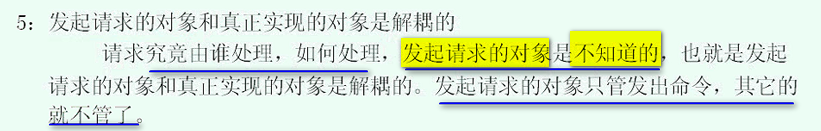 5：发起请求的对象和真正实现的对象是解耦的
请求究竟由谁处理，如何处理，发起请求的对象是不知道的，也就是发起
请求的对象和真正实现的对象是解耦的。发起请求的对象只管发出命令，其它的
就不管了。